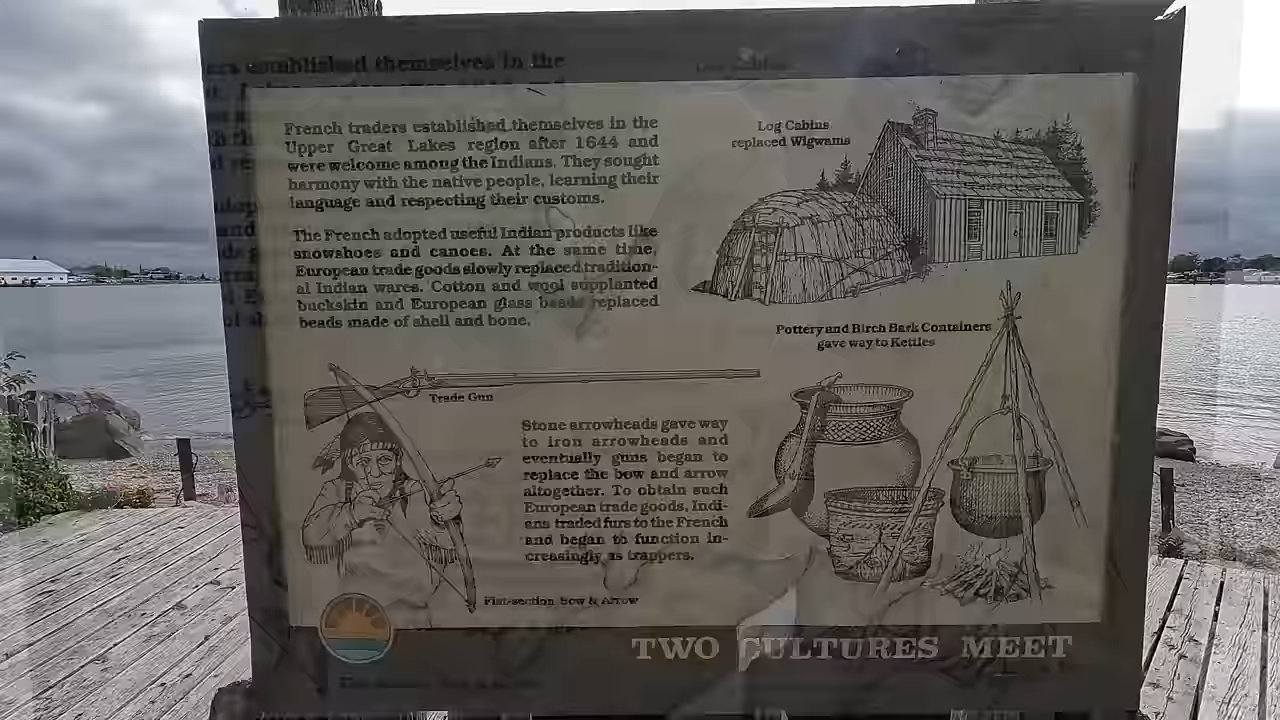 established themselves in the
French traders established themselves in the
Upper Great Lakes region after 1644 and
were welcome among the Indians. They sought
harmony with the native people, learning their
language and respecting their customs.
The French adopted useful Indian products like
snowshoes and canoes. At the same time,
European trade goods slowly replaced tradition-
al Indian wares. Cotton and wool supplanted
buckskin and European glass beads replaced
beads made of shell and bone.
Log Cabins
replaced Wigwams
Pottery and Birch Bark Containers
gave way to Kettles
Trade Gun
Stone arrowheads gave way
to iron arrowheads and
eventually guns began to
replace the bow and arrow
altogether. To obtain such
European trade goods, Indi-
ans traded furs to the French
and began to function in-
creasingly as trappers.
Flat-section Bow & Arrow
TWO CULTURES MEET